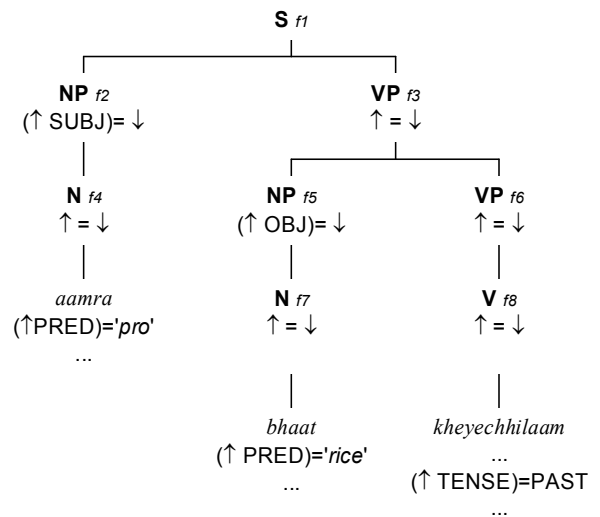 S f1
NP f2 VP f3
(↑ SUBJ)= ↓ ↑ = ↓
N f4 NP f5 VP f6
↑ = ↓ (↑ OBJ)= ↓ ↑ = ↓
aamra N f7 V f8
(↑PRED)='pro' ↑ = ↓ ↑ = ↓
...
bhaat kheyechhilaam
(↑ PRED)='rice' ...
... (↑ TENSE)=PAST
...